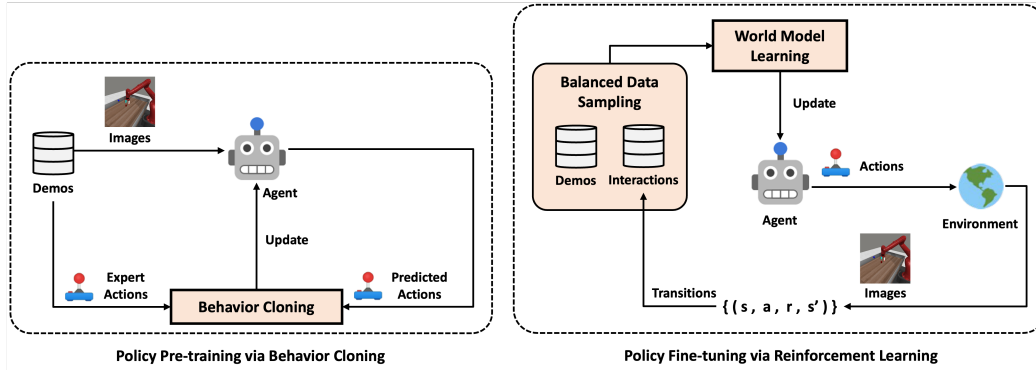 Images
Demos
Agent
Update
Expert
Actions
Predicted
Actions
Behavior Cloning
Policy Pre-training via Behavior Cloning
World Model
Learning
Balanced Data
Sampling
Demos
Interactions
Update
Agent
Actions
Environment
Images
Transitions
{(s, a, r, s’)}
Policy Fine-tuning via Reinforcement Learning